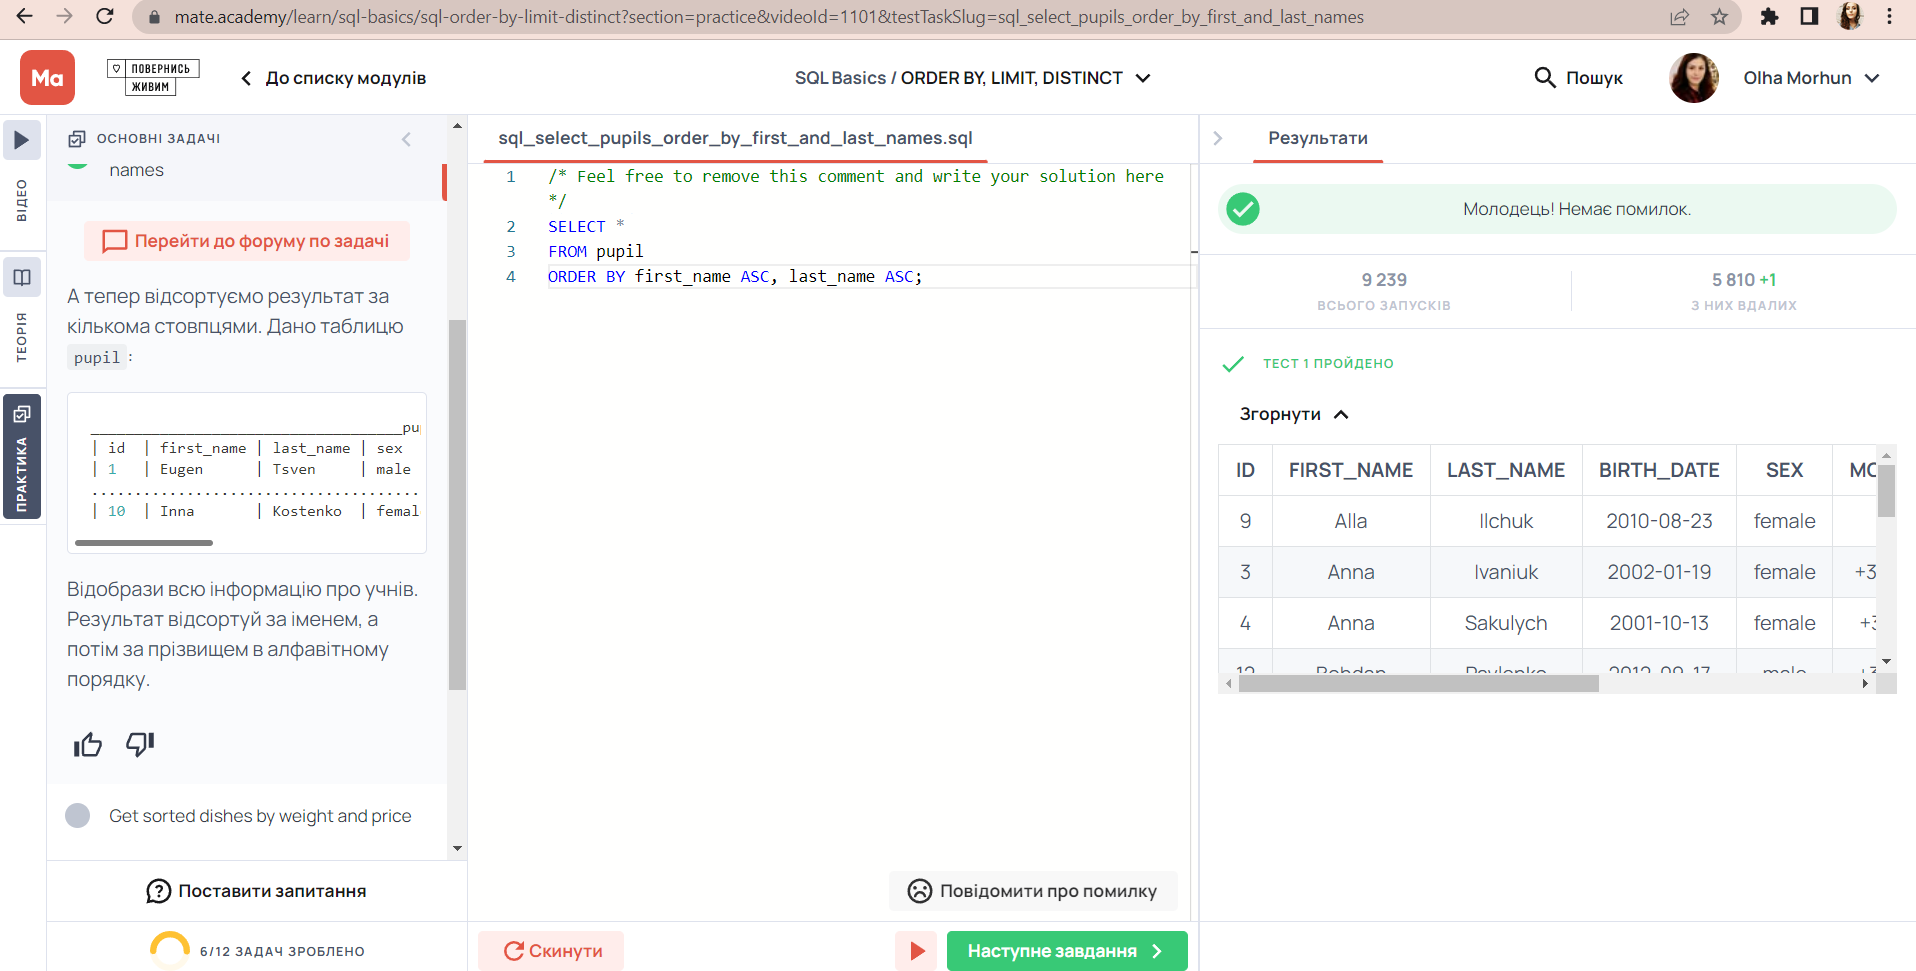 mate.academy/learn/sql-basics/sql-order-by-limit-distinct?section=practice&videoId=1101&testTaskSlug=sql_select_pupils_order_by_first_and_last_names
Ma
ПОВЕРНИСЬ
ЖИВИМ
До списку модулів
SQL Basics / ORDER BY, LIMIT, DISTINCT
Пошук
Olha Morhun
ВІДЕО
ТЕОРІЯ
ПРАКТИКА
ОСНОВНІ ЗАДАЧІ
names
Перейти до форуму по задачі
А тепер відсортуємо результат за
кількома стовпцями. Дано таблицю
pupil :
___________________________________pu
| id | first_name | last_name | sex
| 1 | Eugen | Tsven | male
......................................
| 10 | Inna | Kostenko | femal
Відобрази всю інформацію про учнів.
Результат відсортуй за іменем, а
потім за прізвищем в алфавітному
порядку.
Get sorted dishes by weight and price
Поставити запитання
6/12 ЗАДАЧ ЗРОБЛЕНО
sql_select_pupils_order_by_first_and_last_names.sql
1 /* Feel free to remove this comment and write your solution here
*/
2 SELECT *
3 FROM pupil
4 ORDER BY first_name ASC, last_name ASC;
Повідомити про помилку
Скинути
Наступне завдання
Результати
Молодець! Немає помилок.
9 239
ВСЬОГО ЗАПУСКІВ
5 810 +1
З НИХ ВДАЛИХ
ТЕСТ 1 ПРОЙДЕНО
Згорнути
ID FIRST_NAME LAST_NAME BIRTH_DATE SEX MO
9 Alla Ilchuk 2010-08-23 female
3 Anna Ivaniuk 2002-01-19 female +3
4 Anna Sakulych 2001-10-13 female +3
12 Bohdan Pavlenko 2012-09-17 male +3